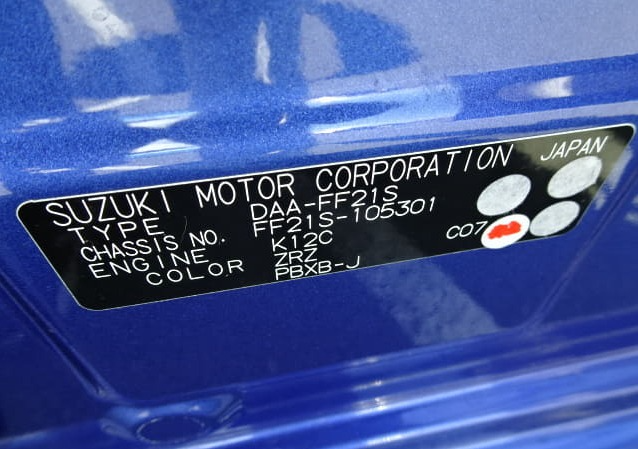 SUZUKI MOTOR CORPORATION JAPAN
TYPE DAA-FF21S
CHASSIS NO. FF21S-105301
ENGINE K12C
COLOR ZRZ
PBXB-J
C07